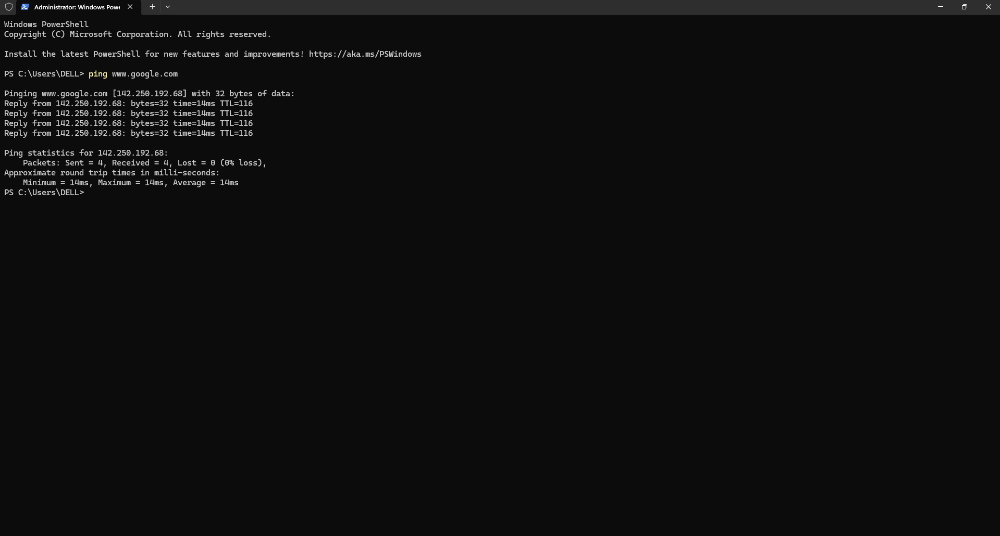 Administrator: Windows Powe
Windows PowerShell
Copyright (C) Microsoft Corporation. All rights reserved.
Install the latest PowerShell for new features and improvements! https://aka.ms/PSWindows
PS C:\Users\DELL> ping www.google.com
Pinging www.google.com [142.250.192.68] with 32 bytes of data:
Reply from 142.250.192.68: bytes=32 time=14ms TTL=116
Reply from 142.250.192.68: bytes=32 time=14ms TTL=116
Reply from 142.250.192.68: bytes=32 time=14ms TTL=116
Reply from 142.250.192.68: bytes=32 time=14ms TTL=116
Ping statistics for 142.250.192.68:
    Packets: Sent = 4, Received = 4, Lost = 0 (0% loss),
Approximate round trip times in milli-seconds:
    Minimum = 14ms, Maximum = 14ms, Average = 14ms
PS C:\Users\DELL>